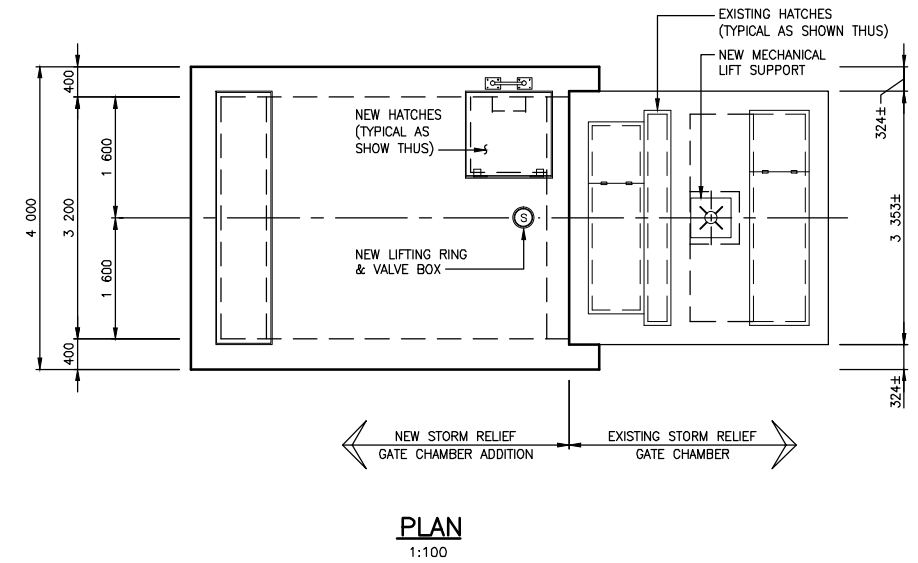 EXISTING HATCHES
(TYPICAL AS SHOWN THUS)
NEW MECHANICAL
LIFT SUPPORT
NEW HATCHES
(TYPICAL AS
SHOW THUS)
400
1 600
4 000
3 200
1 600
400
324±
3 353±
324±
S
NEW LIFTING RING
& VALVE BOX
NEW STORM RELIEF
GATE CHAMBER ADDITION
EXISTING STORM RELIEF
GATE CHAMBER
PLAN
1:100